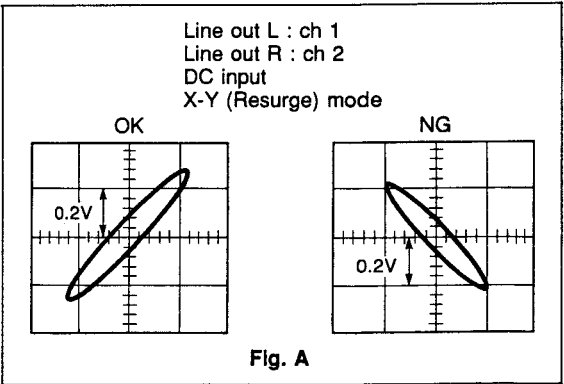 Line out L : ch 1
Line out R : ch 2
DC input
X-Y (Resurge) mode
OK
NG
0.2V
0.2V
Fig. A